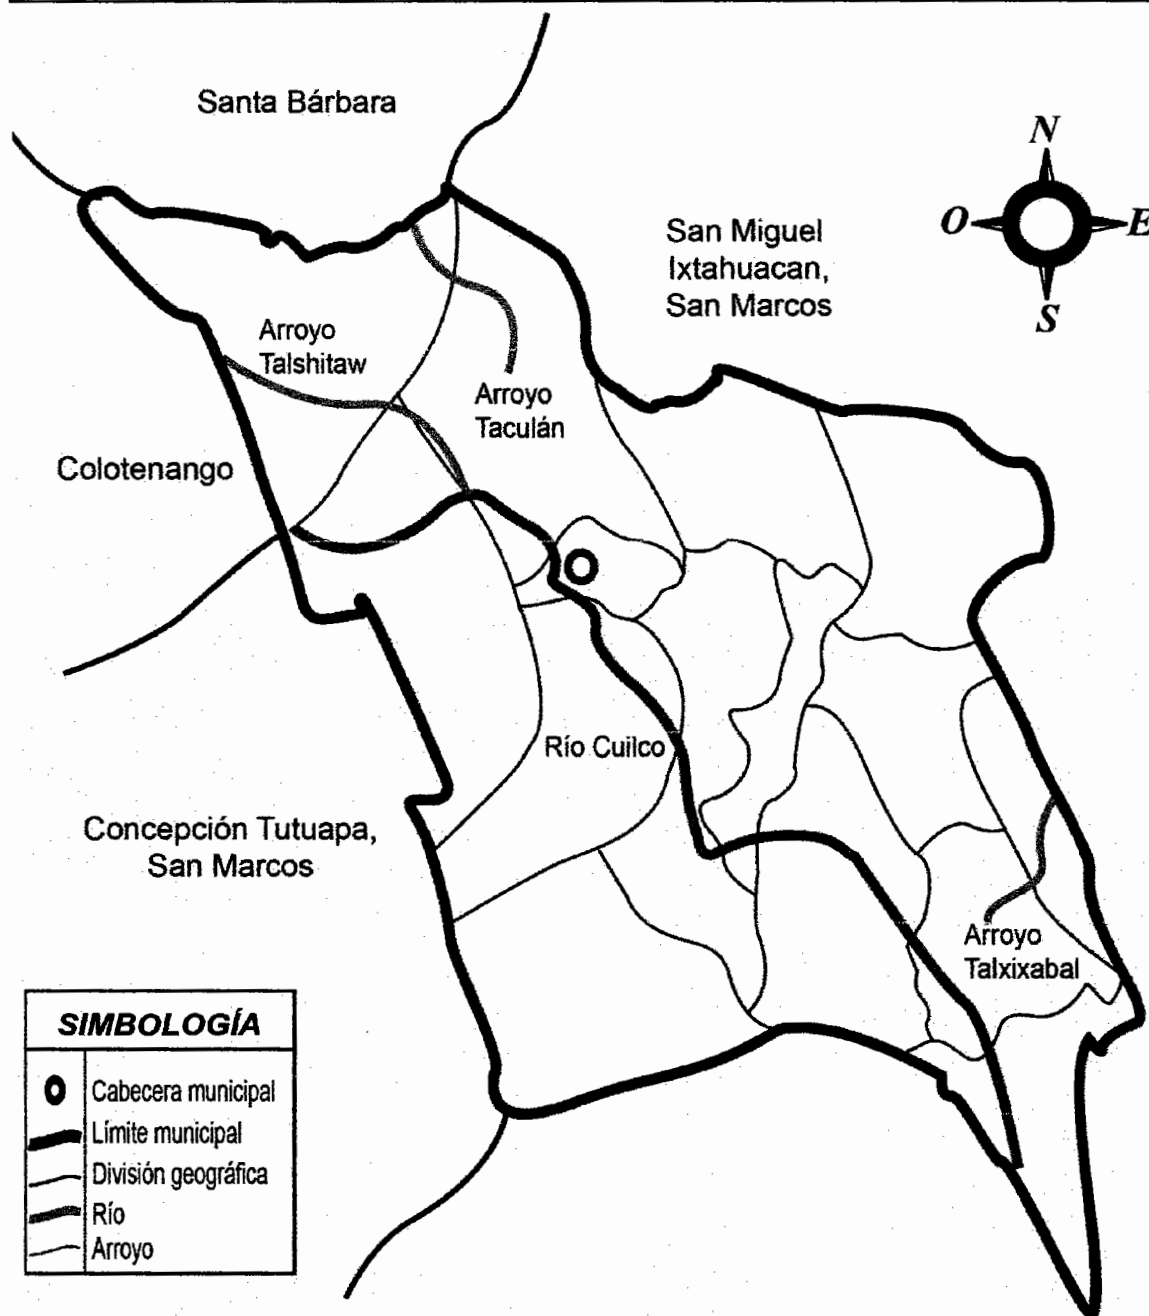 Santa Bárbara
N
O
E
S
San Miguel
Ixtahuacan,
San Marcos
Arroyo
Talshitaw
Arroyo
Taculán
Colotenango
Río Cuilco
Concepción Tutuapa,
San Marcos
Arroyo
Talxixabal
SIMBOLOGÍA
Cabecera municipal
Límite municipal
División geográfica
Río
Arroyo